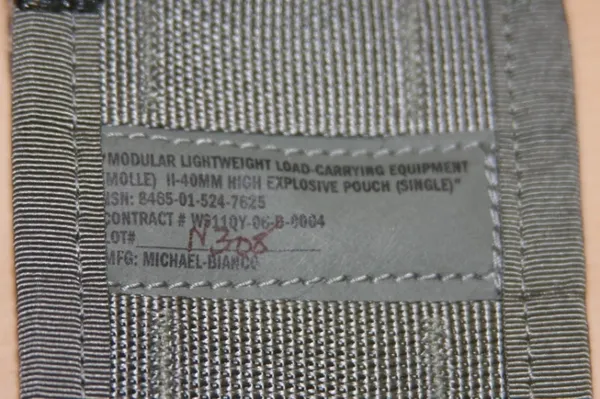 "MODULAR LIGHTWEIGHT LOAD-CARRYING EQUIPMENT
(MOLLE) II-40MM HIGH EXPLOSIVE POUCH (SINGLE)"
NSN: 8465-01-524-7625
CONTRACT # W911QY-06-D-0004
LOT# N308
MFG: MICHAEL-BIANCO